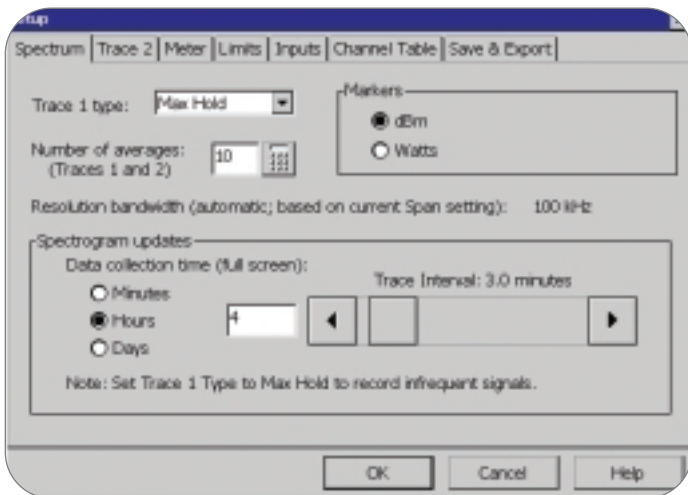 Spectrum Trace 2 Meter Limits Inputs Channel Table Save & Export
Trace 1 type: Max Hold
Markers
dBm
Watts
Number of averages: 10
(Traces 1 and 2)
Resolution bandwidth (automatic; based on current Span setting): 100 kHz
Spectrogram updates
Data collection time (full screen):
Trace Interval: 3.0 minutes
Minutes
Hours 4
Days
Note: Set Trace 1 Type to Max Hold to record infrequent signals.
OK Cancel Help